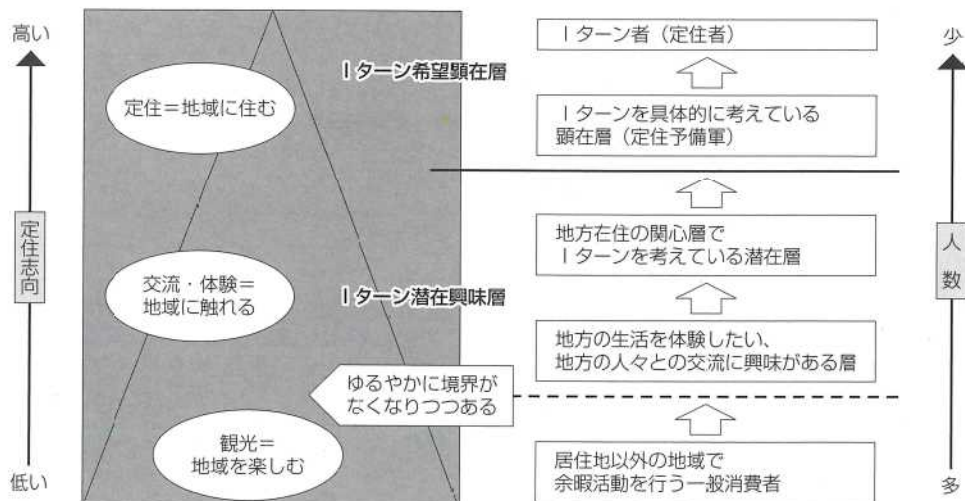 高い
定住志向
低い
定住=地域に住む
交流・体験=
地域に触れる
観光=
地域を楽しむ
Iターン希望顕在層
Iターン潜在興味層
ゆるやかに境界が
なくなりつつある
Iターン者(定住者)
Iターンを具体的に考えている
顕在層(定住予備軍)
地方在住の関心層で
Iターンを考えている潜在層
地方の生活を体験したい、
地方の人々との交流に興味がある層
居住地以外の地域で
余暇活動を行う一般消費者
少
人数
多